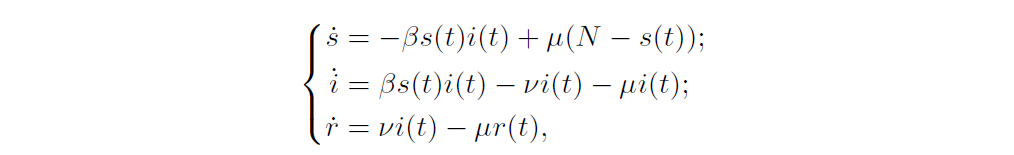 ṡ = −βs(t)i(t) + μ(N − s(t));
i̇ = βs(t)i(t) − νi(t) − μi(t);
ṙ = νi(t) − μr(t),